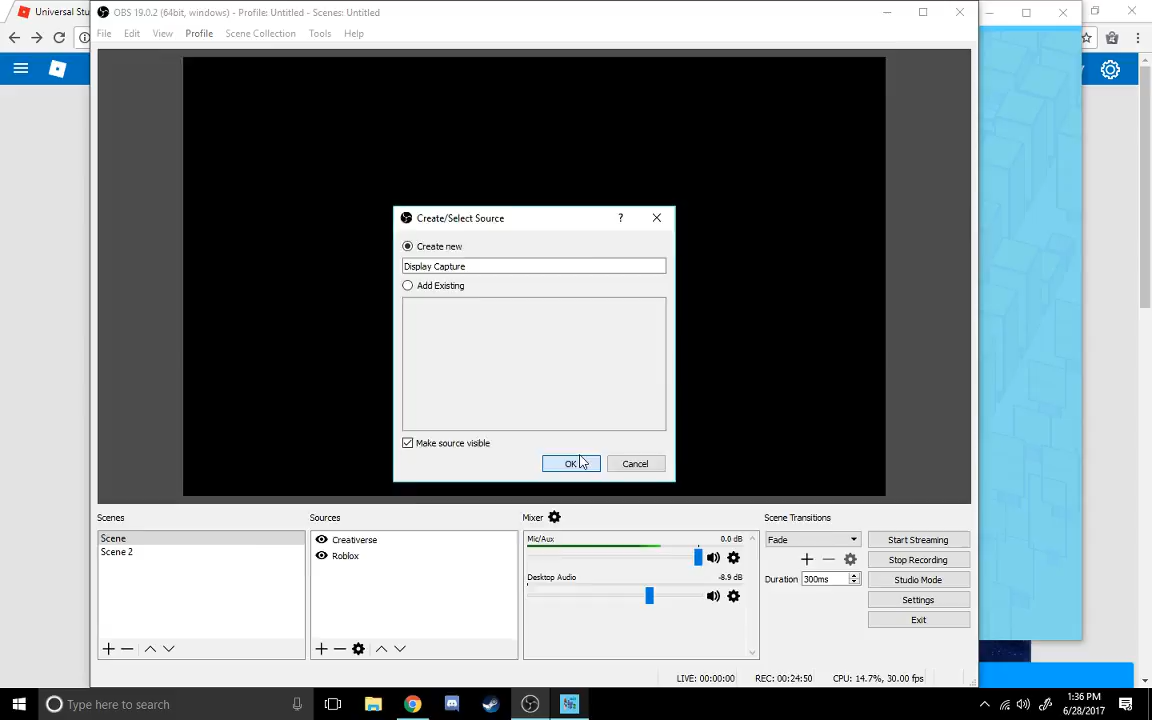 Universal Stu
OBS 19.0.2 (64bit, windows) - Profile: Untitled - Scenes: Untitled
File Edit View Profile Scene Collection Tools Help
Create/Select Source
?
Create new
Display Capture
Add Existing
Make source visible
OK Cancel
Scenes Sources Mixer Scene Transitions
Scene
Scene 2
Creativerse
Roblox
Mic/Aux 0.0 dB
Desktop Audio -8.9 dB
Fade
Duration 300ms
Start Streaming
Stop Recording
Studio Mode
Settings
Exit
LIVE: 00:00:00 REC: 00:24:50 CPU: 14.7%, 30.00 fps
Type here to search
1:36 PM
6/28/2017